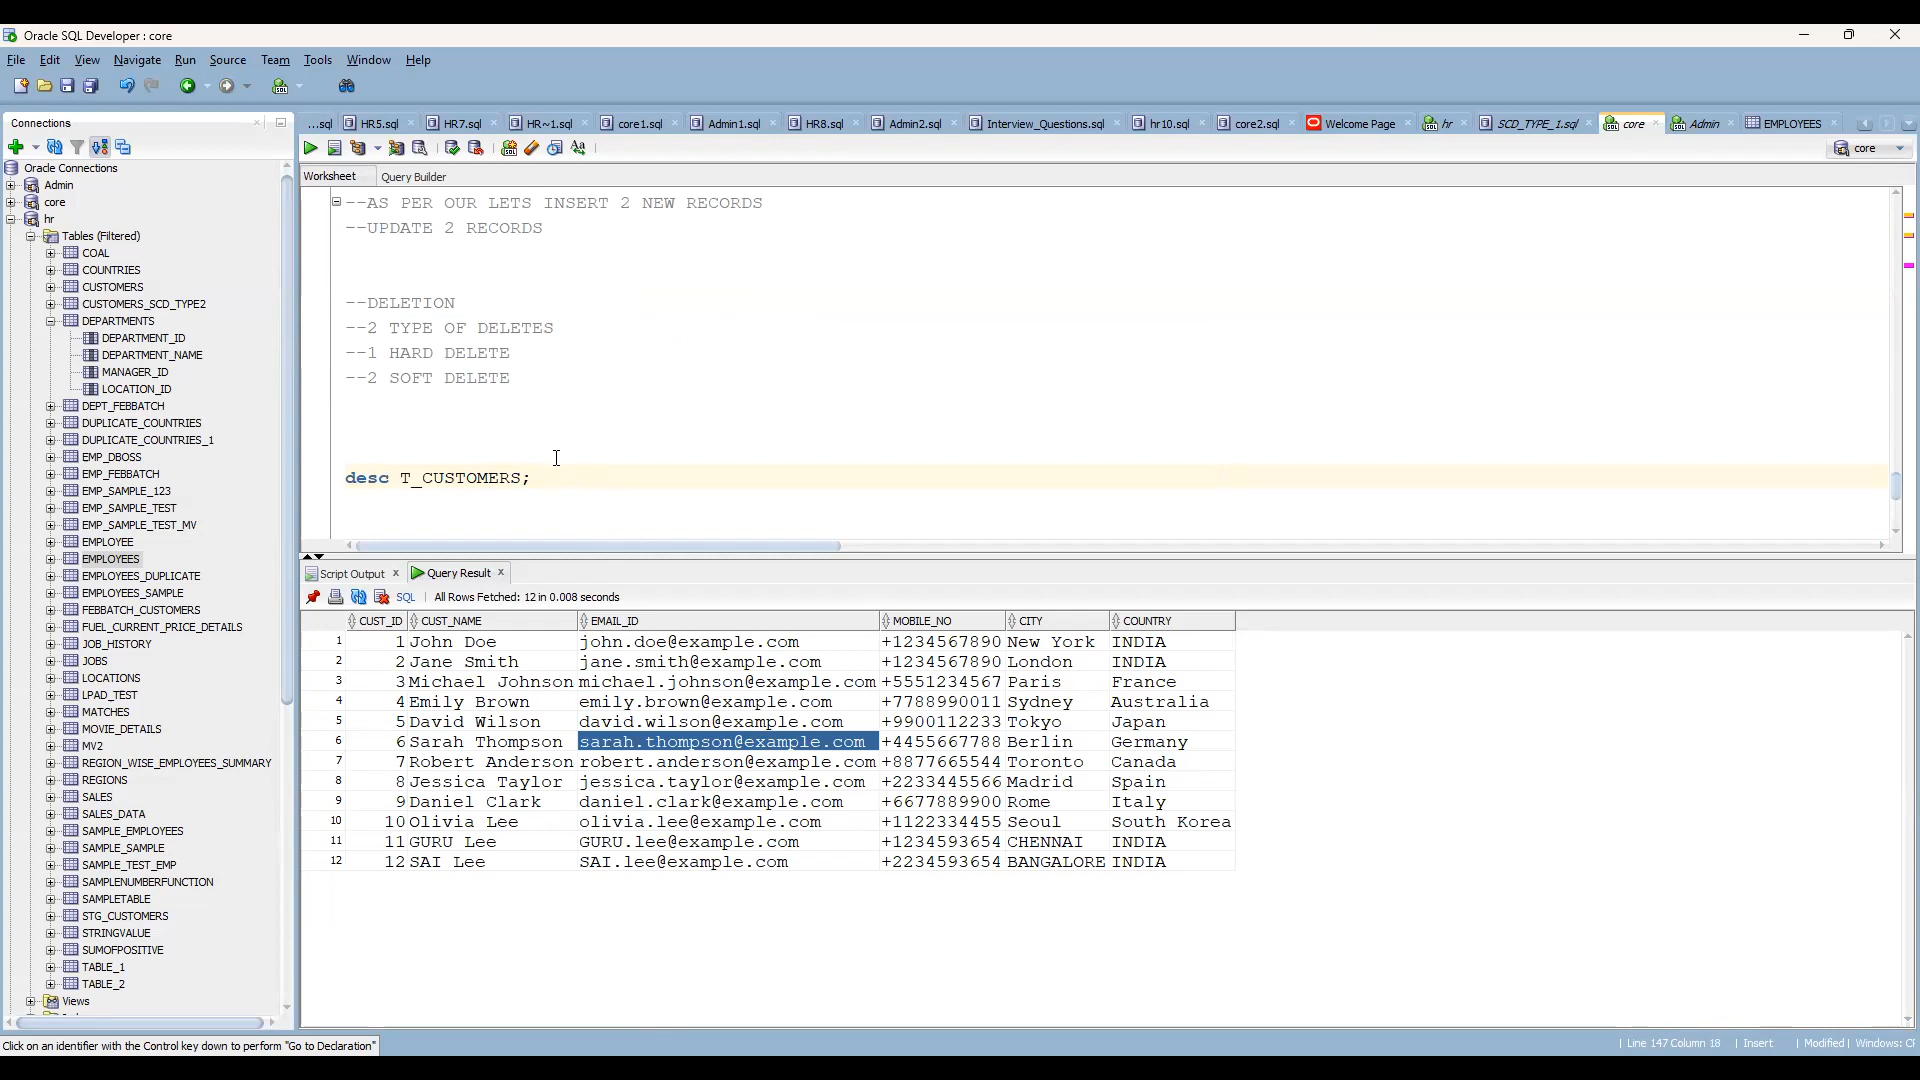 Oracle SQL Developer : core
File Edit View Navigate Run Source Team Tools Window Help
Connections
Oracle Connections
Admin
core
hr
Tables (Filtered)
COAL
COUNTRIES
CUSTOMERS
CUSTOMERS_SCD_TYPE2
DEPARTMENTS
DEPARTMENT_ID
DEPARTMENT_NAME
MANAGER_ID
LOCATION_ID
DEPT_FEBBATCH
DUPLICATE_COUNTRIES
DUPLICATE_COUNTRIES_1
EMP_DBOSS
EMP_FEBBATCH
EMP_SAMPLE_123
EMP_SAMPLE_TEST
EMP_SAMPLE_TEST_MV
EMPLOYEE
EMPLOYEES
EMPLOYEES_DUPLICATE
EMPLOYEES_SAMPLE
FEBBATCH_CUSTOMERS
FUEL_CURRENT_PRICE_DETAILS
JOB_HISTORY
JOBS
LOCATIONS
LPAD_TEST
MATCHES
MOVIE_DETAILS
MV2
REGION_WISE_EMPLOYEES_SUMMARY
REGIONS
SALES
SALES_DATA
SAMPLE_EMPLOYEES
SAMPLE_SAMPLE
SAMPLE_TEST_EMP
SAMPLENUMBERFUNCTION
SAMPLETABLE
STG_CUSTOMERS
STRINGVALUE
SUMOFPOSITIVE
TABLE_1
TABLE_2
Views
...sql HR5.sql HR7.sql HR~1.sql core1.sql Admin1.sql HR8.sql Admin2.sql Interview_Questions.sql hr10.sql core2.sql Welcome Page hr SCD_TYPE_1.sql core Admin EMPLOYEES
core
Worksheet Query Builder
--AS PER OUR LETS INSERT 2 NEW RECORDS
--UPDATE 2 RECORDS
--DELETION
--2 TYPE OF DELETES
--1 HARD DELETE
--2 SOFT DELETE
desc T_CUSTOMERS;
Script Output Query Result
SQL All Rows Fetched: 12 in 0.008 seconds
CUST_ID CUST_NAME EMAIL_ID MOBILE_NO CITY COUNTRY
1 1 John Doe john.doe@example.com +1234567890 New York INDIA
2 2 Jane Smith jane.smith@example.com +1234567890 London INDIA
3 3 Michael Johnson michael.johnson@example.com +5551234567 Paris France
4 4 Emily Brown emily.brown@example.com +7788990011 Sydney Australia
5 5 David Wilson david.wilson@example.com +9900112233 Tokyo Japan
6 6 Sarah Thompson sarah.thompson@example.com +4455667788 Berlin Germany
7 7 Robert Anderson robert.anderson@example.com +8877665544 Toronto Canada
8 8 Jessica Taylor jessica.taylor@example.com +2233445566 Madrid Spain
9 9 Daniel Clark daniel.clark@example.com +6677889900 Rome Italy
10 10 Olivia Lee olivia.lee@example.com +1122334455 Seoul South Korea
11 11 GURU Lee GURU.lee@example.com +1234593654 CHENNAI INDIA
12 12 SAI Lee SAI.lee@example.com +2234593654 BANGALORE INDIA
Click on an identifier with the Control key down to perform "Go to Declaration"
Line 147 Column 18 Insert Modified Windows: CF